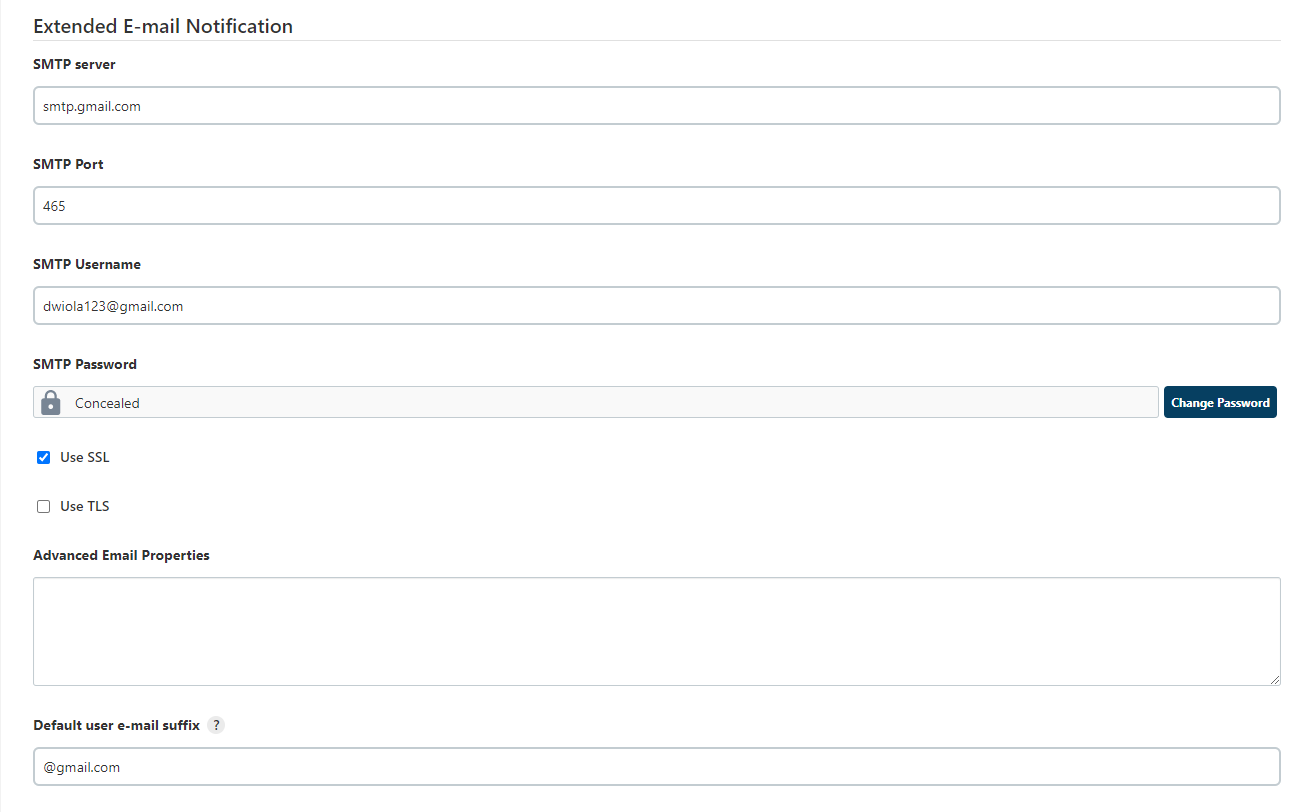 Extended E-mail Notification
SMTP server
smtp.gmail.com
SMTP Port
465
SMTP Username
dwiola123@gmail.com
SMTP Password
Concealed
Change Password
Use SSL
Use TLS
Advanced Email Properties
Default user e-mail suffix ?
@gmail.com